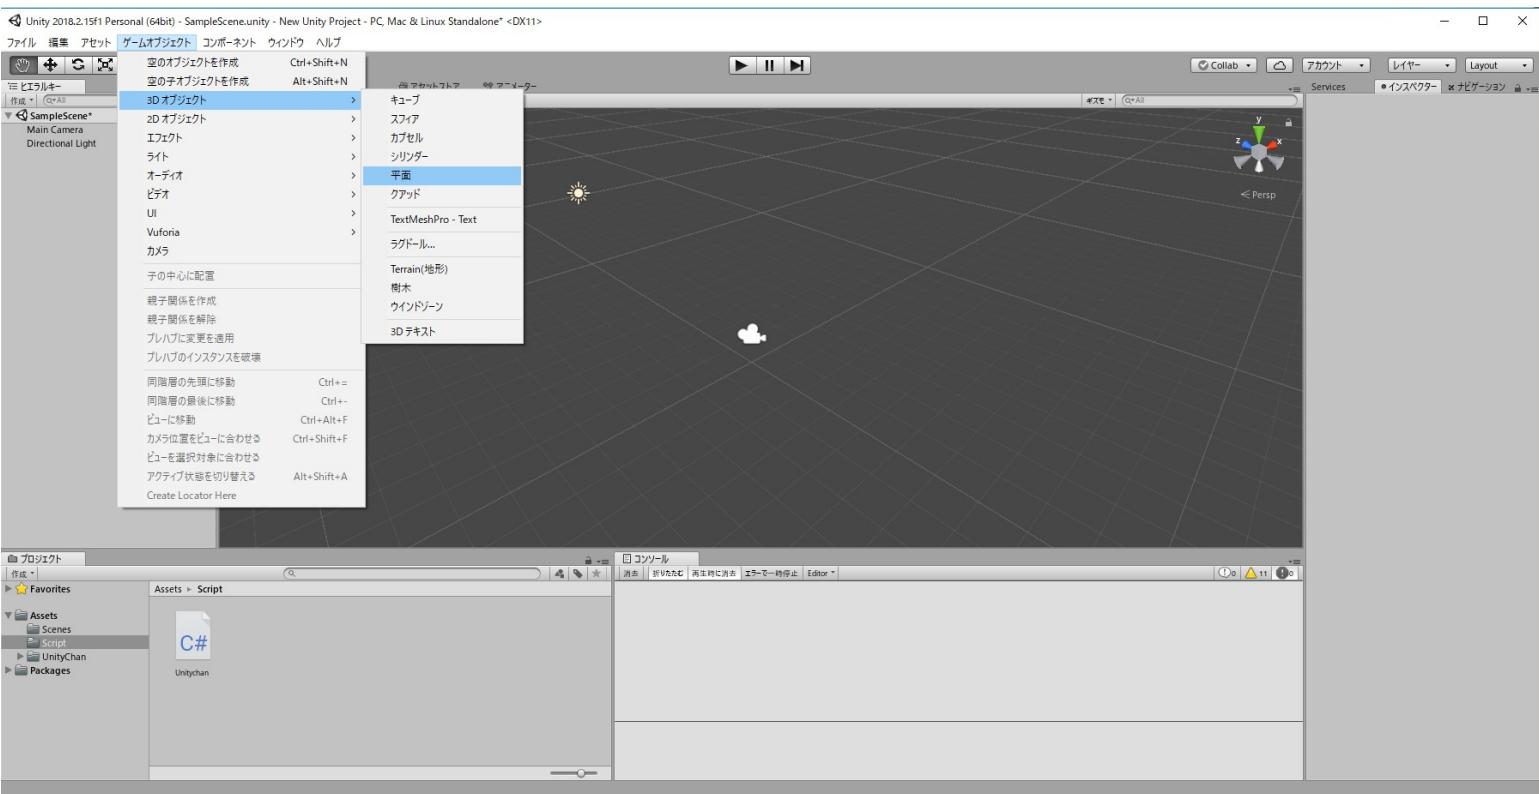 Unity 2018.2.15f1 Personal (64bit) - SampleScene.unity - New Unity Project - PC, Mac & Linux Standalone* <DX11>
ファイル 編集 アセット ゲームオブジェクト コンポーネント ウィンドウ ヘルプ
Collab アカウント レイヤー Layout
ヒエラルキー
アセットストア アニメーター
Services インスペクター ナビゲーション
作成 All
ギズモ All
SampleScene*
Main Camera
Directional Light
空のオブジェクトを作成 Ctrl+Shift+N
空の子オブジェクトを作成 Alt+Shift+N
3D オブジェクト
2D オブジェクト
エフェクト
ライト
オーディオ
ビデオ
UI
Vuforia
カメラ
子の中心に配置
親子関係を作成
親子関係を解除
プレハブに変更を適用
プレハブのインスタンスを破壊
同階層の先頭に移動 Ctrl+=
同階層の最後に移動 Ctrl+-
ビューに移動 Ctrl+Alt+F
カメラ位置をビューに合わせる Ctrl+Shift+F
ビューを選択対象に合わせる
アクティブ状態を切り替える Alt+Shift+A
Create Locator Here
キューブ
スフィア
カプセル
シリンダー
平面
クアッド
TextMeshPro - Text
ラグドール...
Terrain(地形)
樹木
ウインドゾーン
3D テキスト
y
z x
Persp
プロジェクト
作成
Favorites
Assets
Scenes
Script
UnityChan
Packages
Assets Script
C#
Unitychan
コンソール
消去 折りたたむ 再生時に消去 エラーで一時停止 Editor
0 11 0